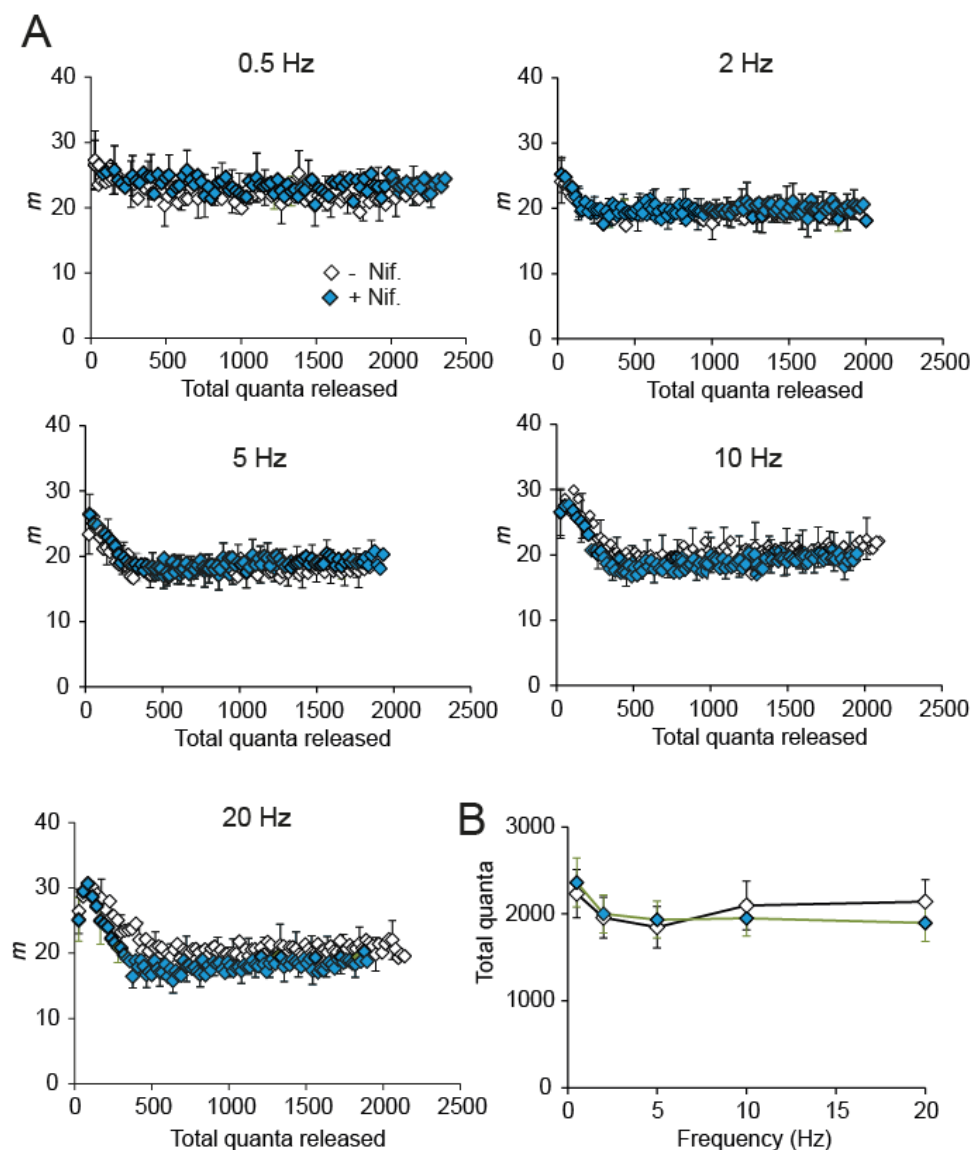 A
0.5 Hz
2 Hz
40
30
20
10
0
m
- Nif.
+ Nif.
0 500 1000 1500 2000 2500
Total quanta released
40
30
20
10
0
m
0 500 1000 1500 2000 2500
Total quanta released
5 Hz
10 Hz
40
30
20
10
0
m
0 500 1000 1500 2000 2500
Total quanta released
40
30
20
10
0
m
0 500 1000 1500 2000 2500
Total quanta released
20 Hz
40
30
20
10
0
m
0 500 1000 1500 2000 2500
Total quanta released
B
3000
2000
1000
0
Total quanta
0 5 10 15 20
Frequency (Hz)